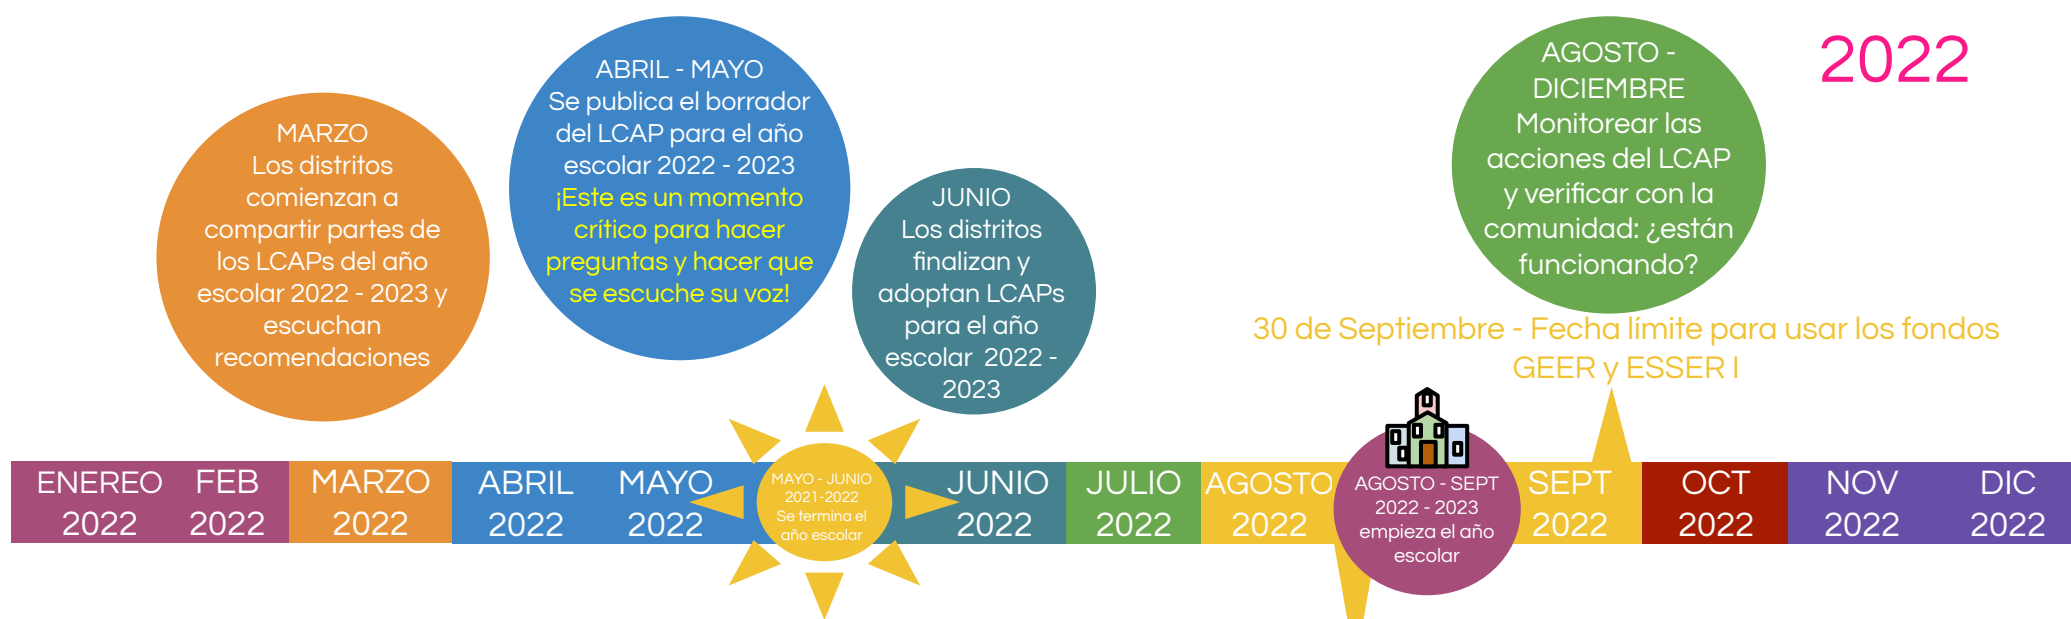 2022
MARZO
Los distritos
comienzan a
compartir partes de
los LCAPs del año
escolar 2022 - 2023 y
escuchan
recomendaciones
ABRIL - MAYO
Se publica el borrador
del LCAP para el año
escolar 2022 - 2023
¡Este es un momento
crítico para hacer
preguntas y hacer que
se escuche su voz!
JUNIO
Los distritos
finalizan y
adoptan LCAPs
para el año
escolar 2022 -
2023
AGOSTO -
DICIEMBRE
Monitorear las
acciones del LCAP
y verificar con la
comunidad: ¿están
funcionando?
30 de Septiembre - Fecha límite para usar los fondos
GEER y ESSER I
ENEREO
2022
FEB
2022
MARZO
2022
ABRIL
2022
MAYO
2022
MAYO - JUNIO
2021-2022
Se termina el
año escolar
JUNIO
2022
JULIO
2022
AGOSTO
2022
AGOSTO - SEPT
2022 - 2023
empieza el año
escolar
SEPT
2022
OCT
2022
NOV
2022
DIC
2022